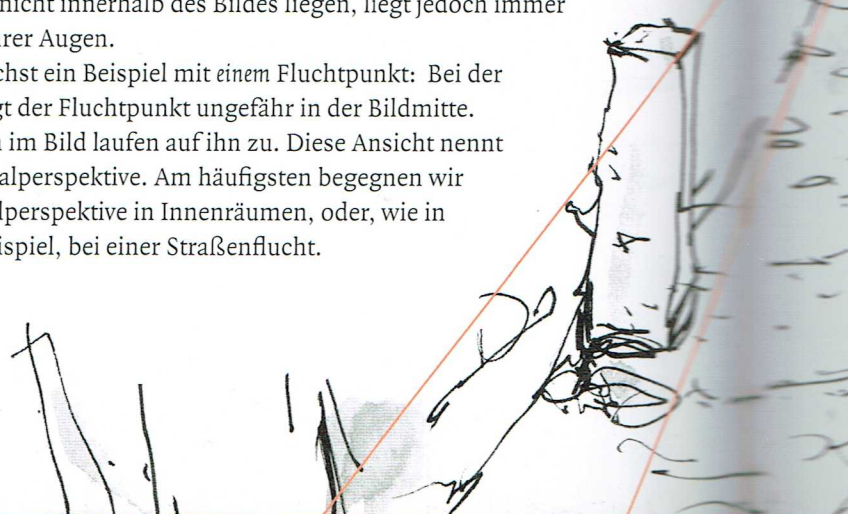 nicht innerhalb des Bildes liegen, liegt jedoch immer
rer Augen.
chst ein Beispiel mit einem Fluchtpunkt: Bei der
gt der Fluchtpunkt ungefähr in der Bildmitte.
im Bild laufen auf ihn zu. Diese Ansicht nennt
alperspektive. Am häufigsten begegnen wir
lperspektive in Innenräumen, oder, wie in
ispiel, bei einer Straßenflucht.